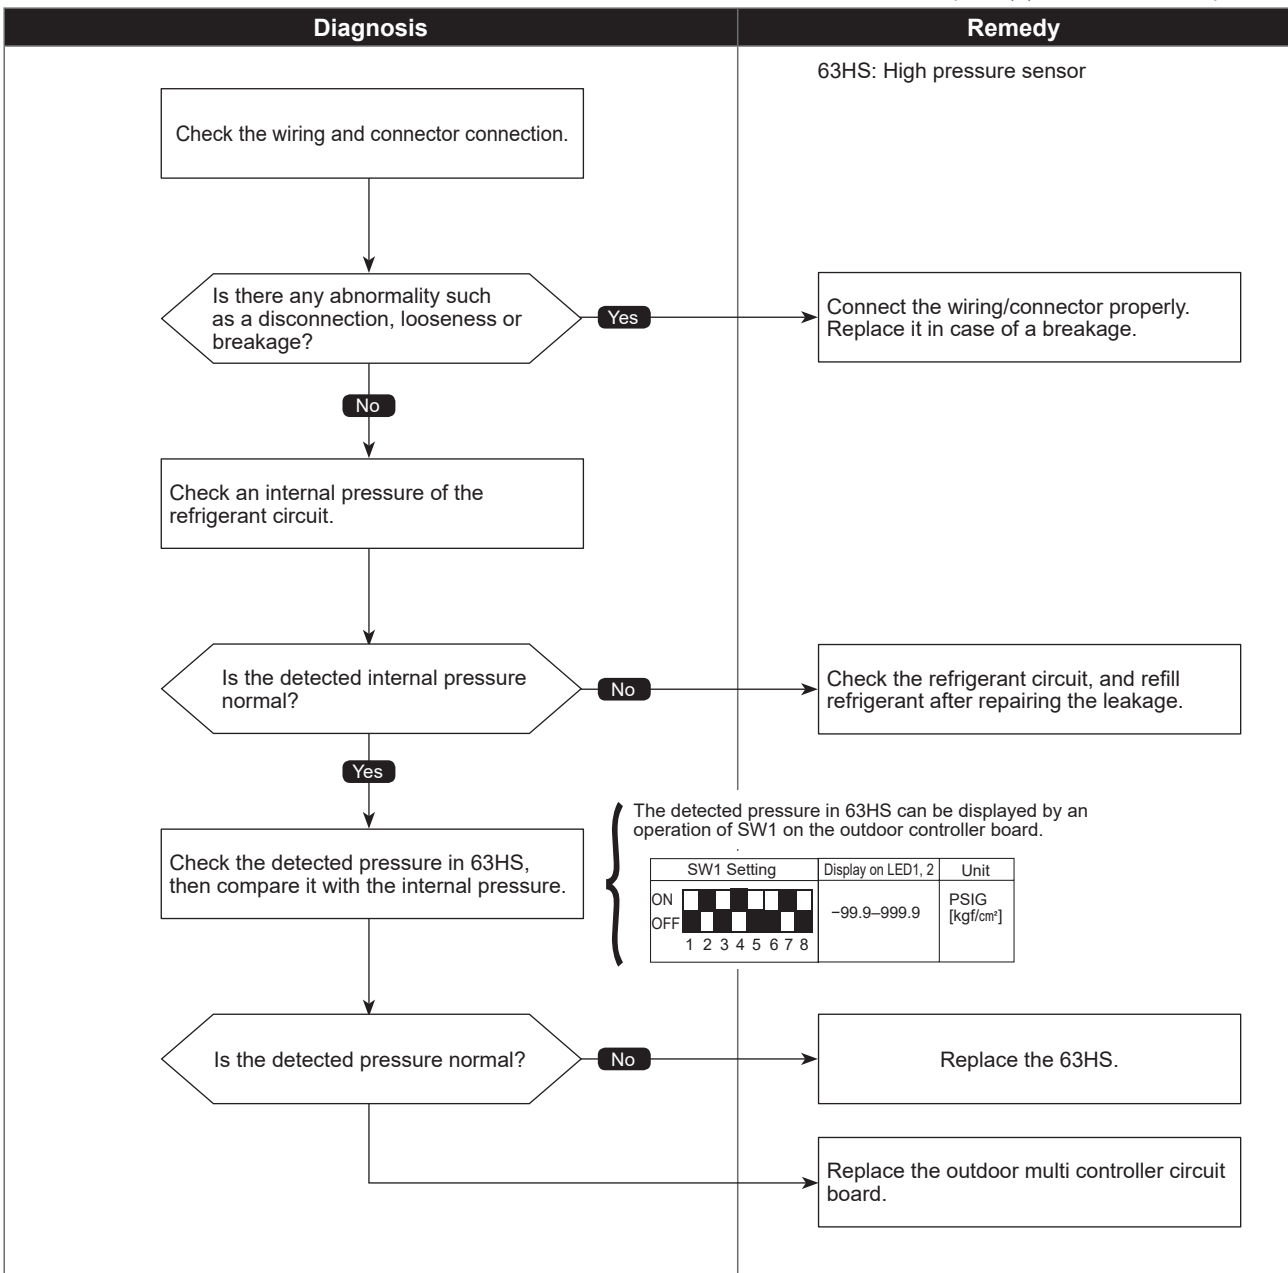 Diagnosis
Remedy
63HS: High pressure sensor
Check the wiring and connector connection.
Is there any abnormality such
as a disconnection, looseness or
breakage?
Yes
Connect the wiring/connector properly.
Replace it in case of a breakage.
No
Check an internal pressure of the
refrigerant circuit.
Is the detected internal pressure
normal?
No
Check the refrigerant circuit, and refill
refrigerant after repairing the leakage.
Yes
The detected pressure in 63HS can be displayed by an
operation of SW1 on the outdoor controller board.
Check the detected pressure in 63HS,
then compare it with the internal pressure.
SW1 Setting
Display on LED1, 2
Unit
ON
OFF
1 2 3 4 5 6 7 8
−99.9–999.9
PSIG
[kgf/cm²]
Is the detected pressure normal?
No
Replace the 63HS.
Replace the outdoor multi controller circuit
board.